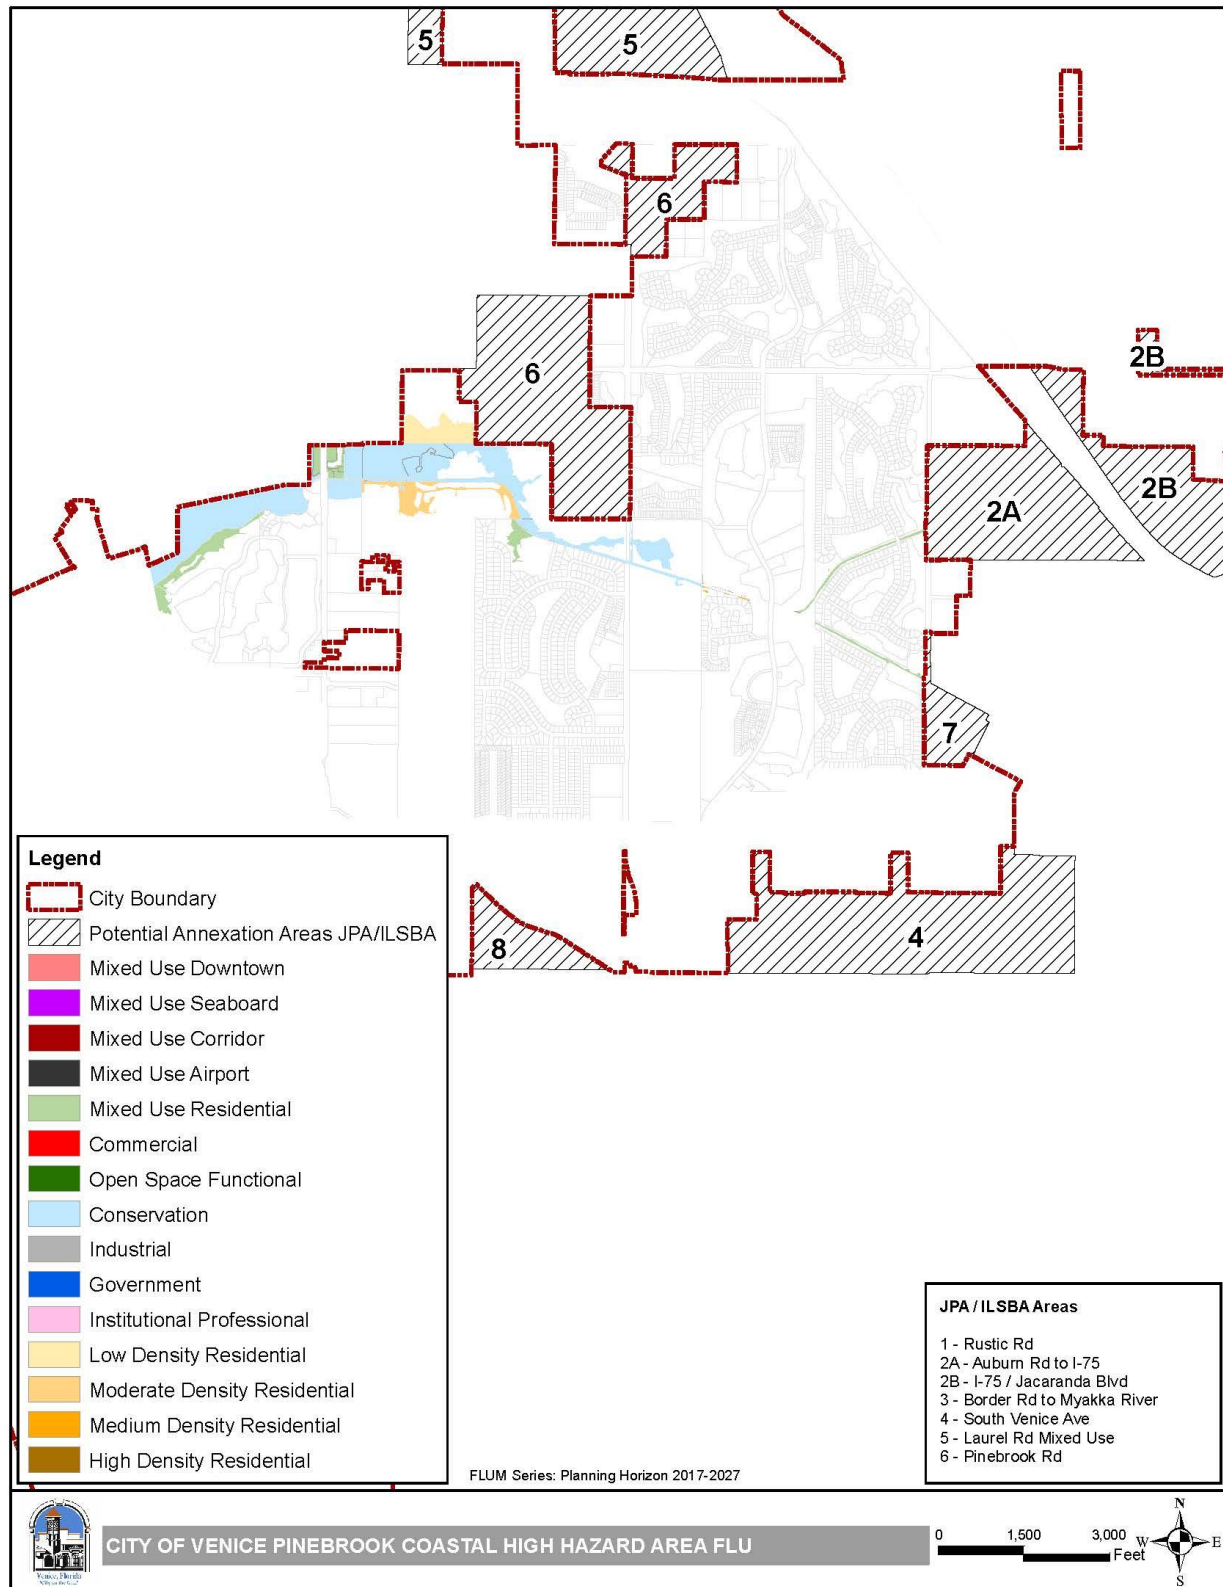 5
5
6
2B
6
2B
2A
7
4
8
Legend
City Boundary
Potential Annexation Areas JPA/ILSBA
Mixed Use Downtown
Mixed Use Seaboard
Mixed Use Corridor
Mixed Use Airport
Mixed Use Residential
Commercial
Open Space Functional
Conservation
Industrial
Government
Institutional Professional
Low Density Residential
Moderate Density Residential
Medium Density Residential
High Density Residential
JPA / ILSBA Areas
1 - Rustic Rd
2A - Auburn Rd to I-75
2B - I-75 / Jacaranda Blvd
3 - Border Rd to Myakka River
4 - South Venice Ave
5 - Laurel Rd Mixed Use
6 - Pinebrook Rd
FLUM Series: Planning Horizon 2017-2027
CITY OF VENICE PINEBROOK COASTAL HIGH HAZARD AREA FLU
0 1,500 3,000
Feet
N
W E
S
Venice, Florida